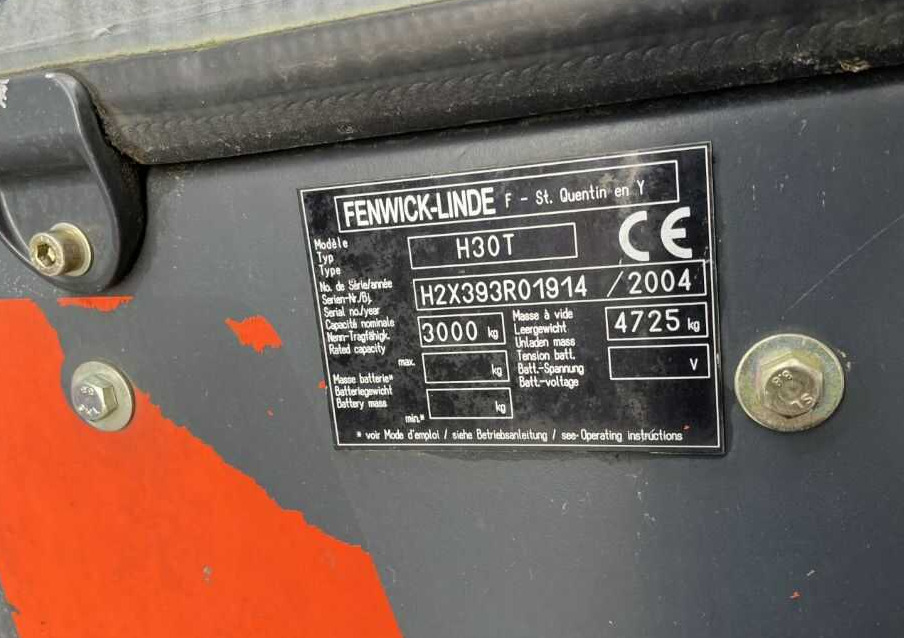 FENWICK-LINDE F - St. Quentin en Y
CE
Modèle
Typ
Type
H30T
No. de Série/année
Serien-Nr./Bj.
Serial no./year
H2X393R01914 / 2004
Capacité nominale
Nenn-Tragfähigk.
Rated capacity
3000 kg
Masse à vide
Leergewicht
Unladen mass
4725 kg
max.
kg
Tension batt.
Batt.-Spannung
Batt.-voltage
V
Masse batterie*
Batteriegewicht
Battery mass
min.*
kg
* voir Mode d'emploi / siehe Betriebsanleitung / see-Operating instructions
8.8